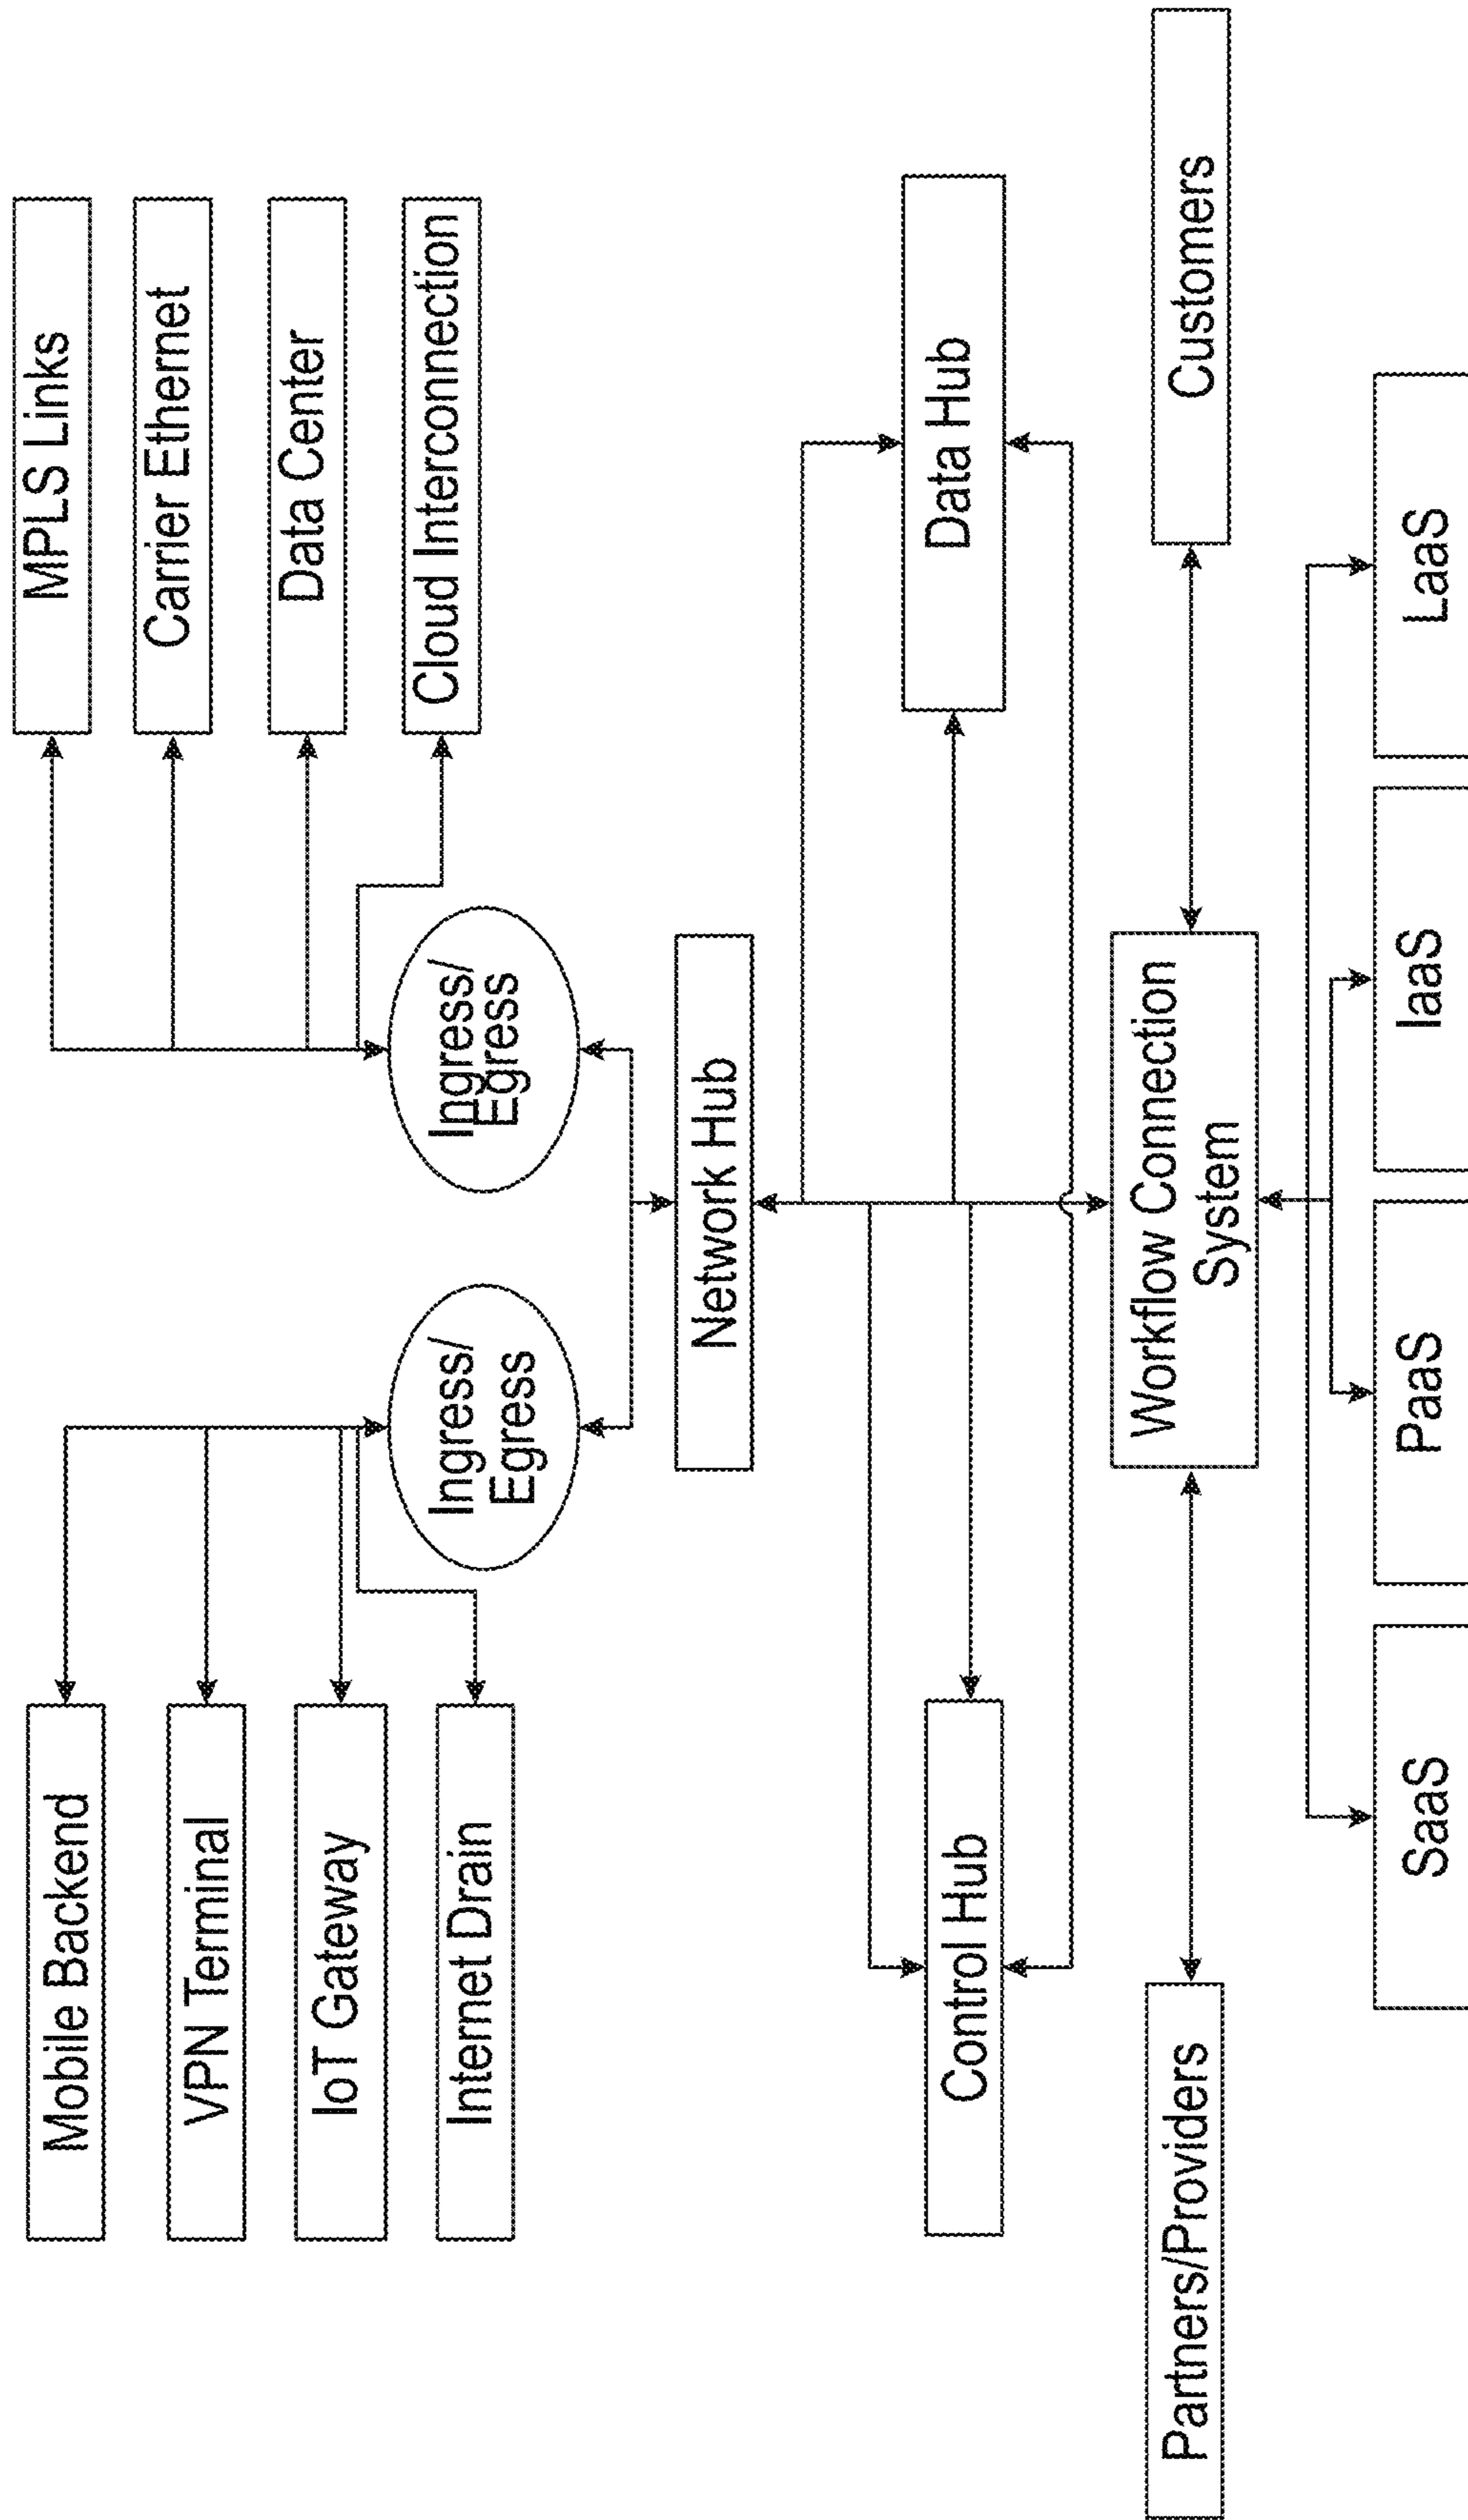 Mobile Backend
VPN Terminal
IoT Gateway
Internet Drain
MPLS Links
Carrier Ethernet
Data Center
Cloud Interconnection
Ingress/
Egress
Ingress/
Egress
Network Hub
Control Hub
Data Hub
Partners/Providers
Workflow Connection
System
Customers
SaaS
PaaS
IaaS
LaaS